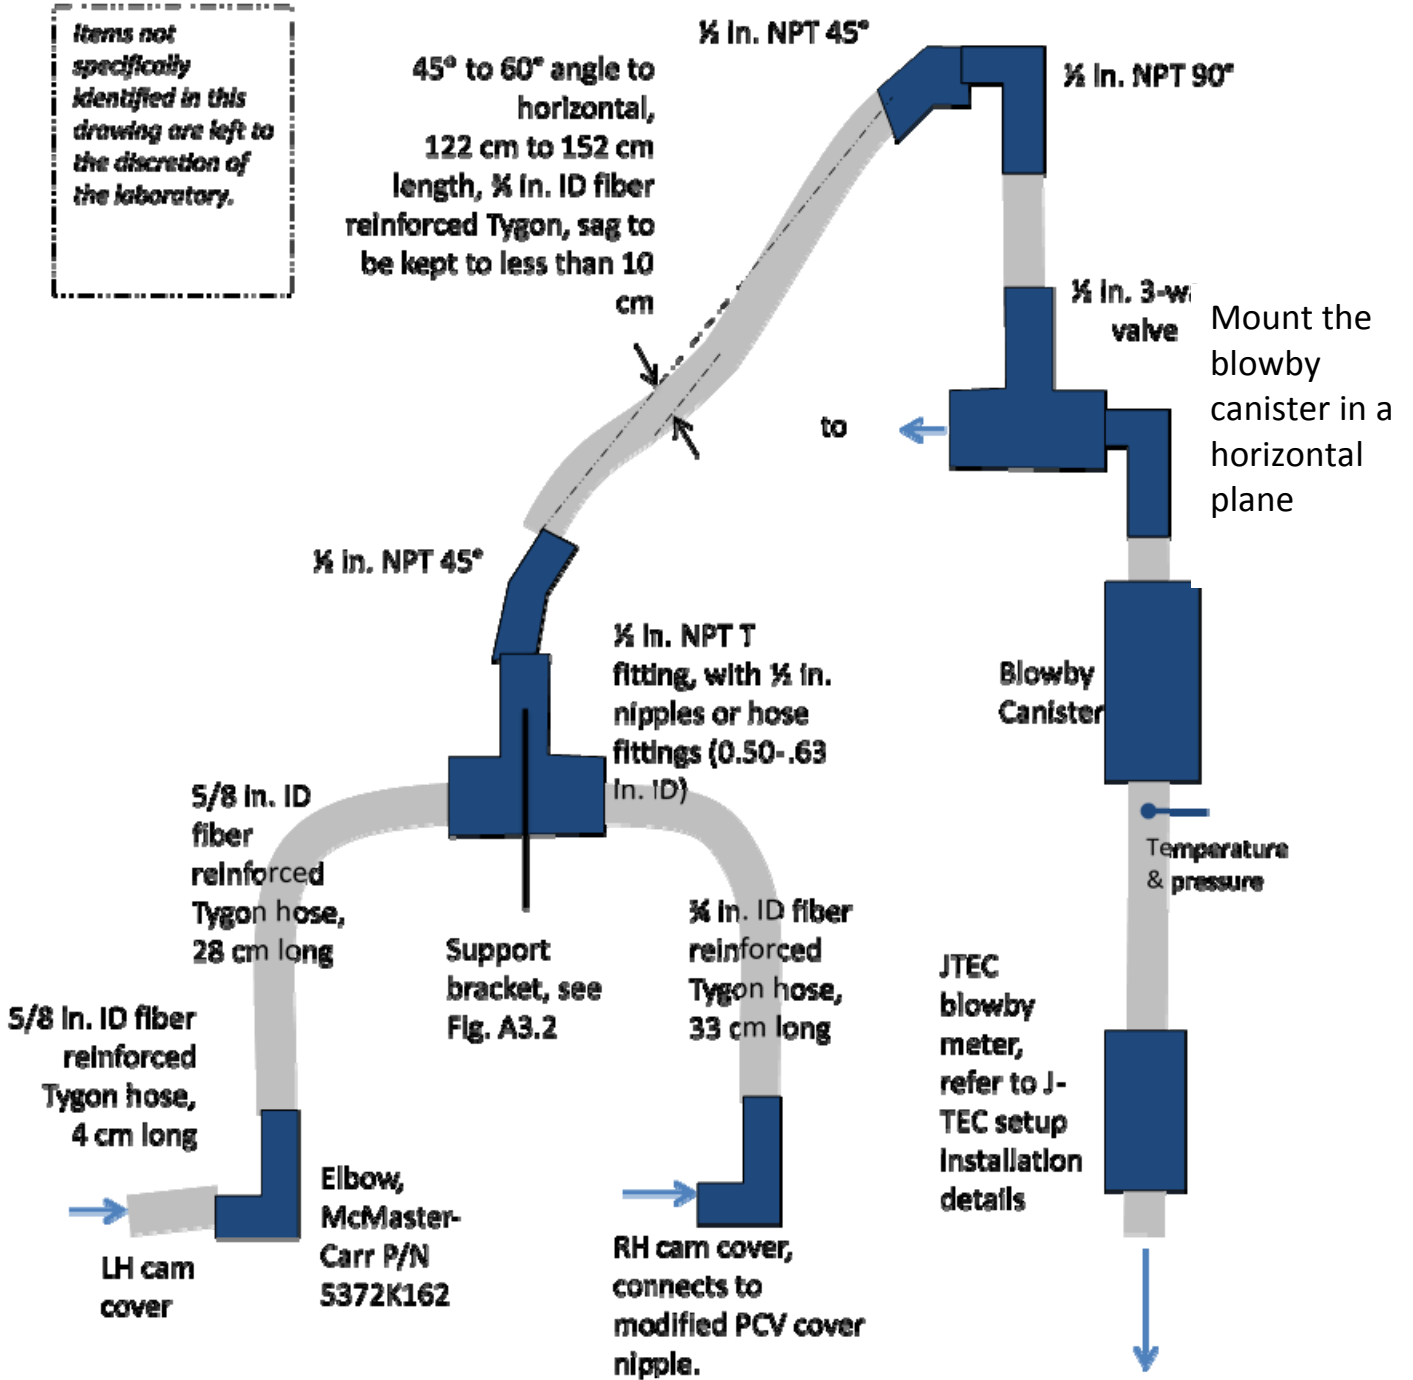 Items not
specifically
identified in this
drawing are left to
the discretion of
the laboratory.
½ in. NPT 45°
45° to 60° angle to
horizontal,
122 cm to 152 cm
length, ¾ in. ID fiber
reinforced Tygon, sag to
be kept to less than 10
cm
½ in. NPT 90°
½ in. 3-wa
valve
Mount the
blowby
canister in a
horizontal
plane
to
½ in. NPT 45°
½ in. NPT T
fitting, with ½ in.
nipples or hose
fittings (0.50-.63
in. ID)
Blowby
Canister
5/8 in. ID
fiber
reinforced
Tygon hose,
28 cm long
Temperature
& pressure
Support
bracket, see
Fig. A3.2
¾ in. ID fiber
reinforced
Tygon hose,
33 cm long
JTEC
blowby
meter,
refer to J-
TEC setup
installation
details
5/8 in. ID fiber
reinforced
Tygon hose,
4 cm long
Elbow,
McMaster-
Carr P/N
5372K162
LH cam
cover
RH cam cover,
connects to
modified PCV cover
nipple.